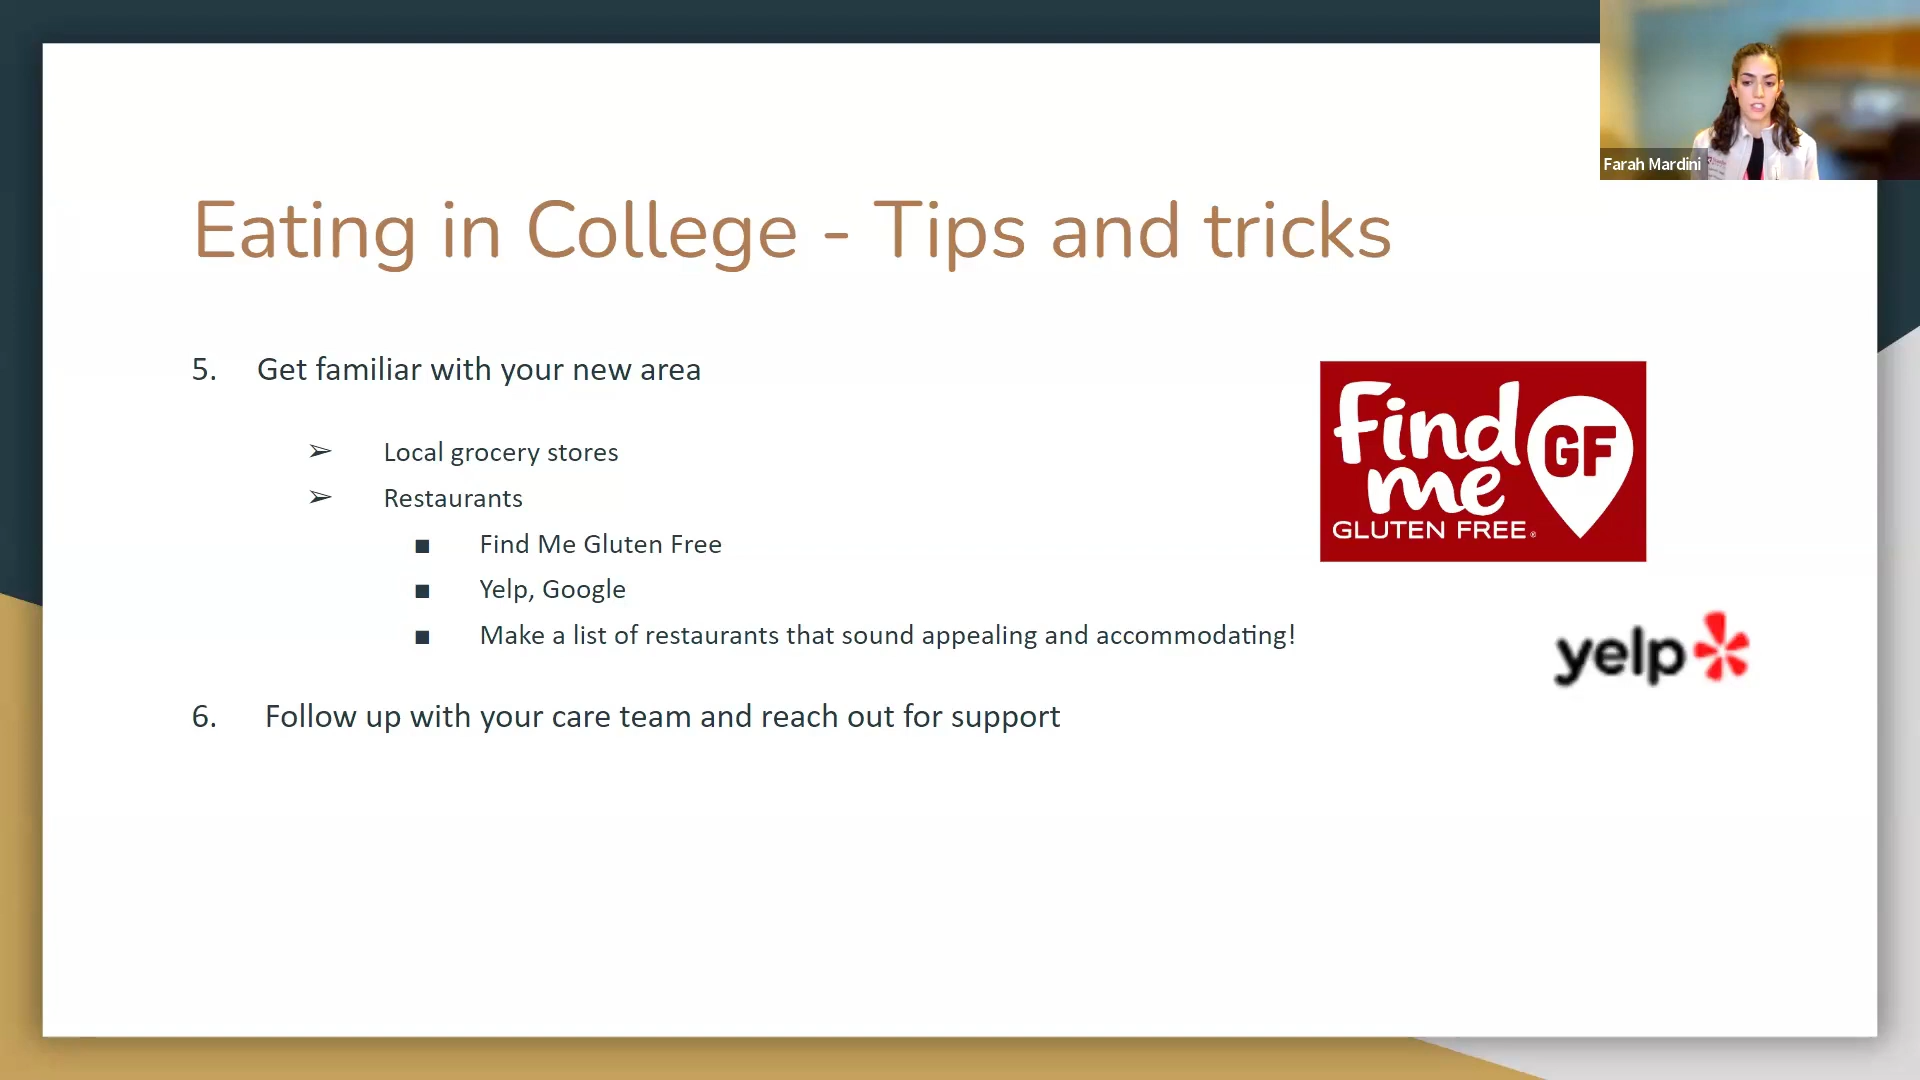 Farah Mardini
Eating in College - Tips and tricks
5. Get familiar with your new area
➢ Local grocery stores
➢ Restaurants
■ Find Me Gluten Free
■ Yelp, Google
■ Make a list of restaurants that sound appealing and accommodating!
6. Follow up with your care team and reach out for support
Find
me
GF
GLUTEN FREE®
yelp